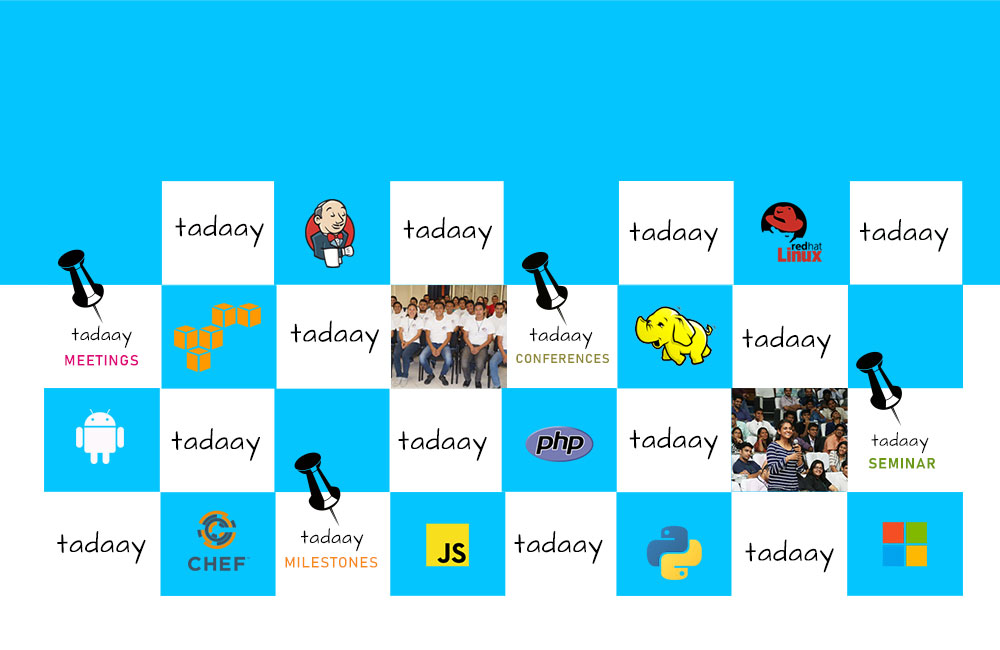 tadaay
tadaay
tadaay
redhat
Linux
tadaay
tadaay
MEETINGS
tadaay
tadaay
CONFERENCES
tadaay
tadaay
tadaay
php
tadaay
tadaay
SEMINAR
tadaay
CHEF
tadaay
MILESTONES
JS
tadaay
tadaay